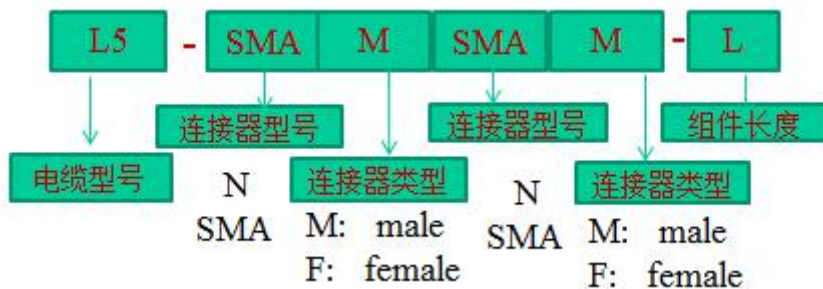 L5 - SMA M SMA M - L
连接器型号 连接器型号 组件长度
电缆型号 连接器类型 连接器类型
N N
SMA SMA
M: male M: male
F: female F: female